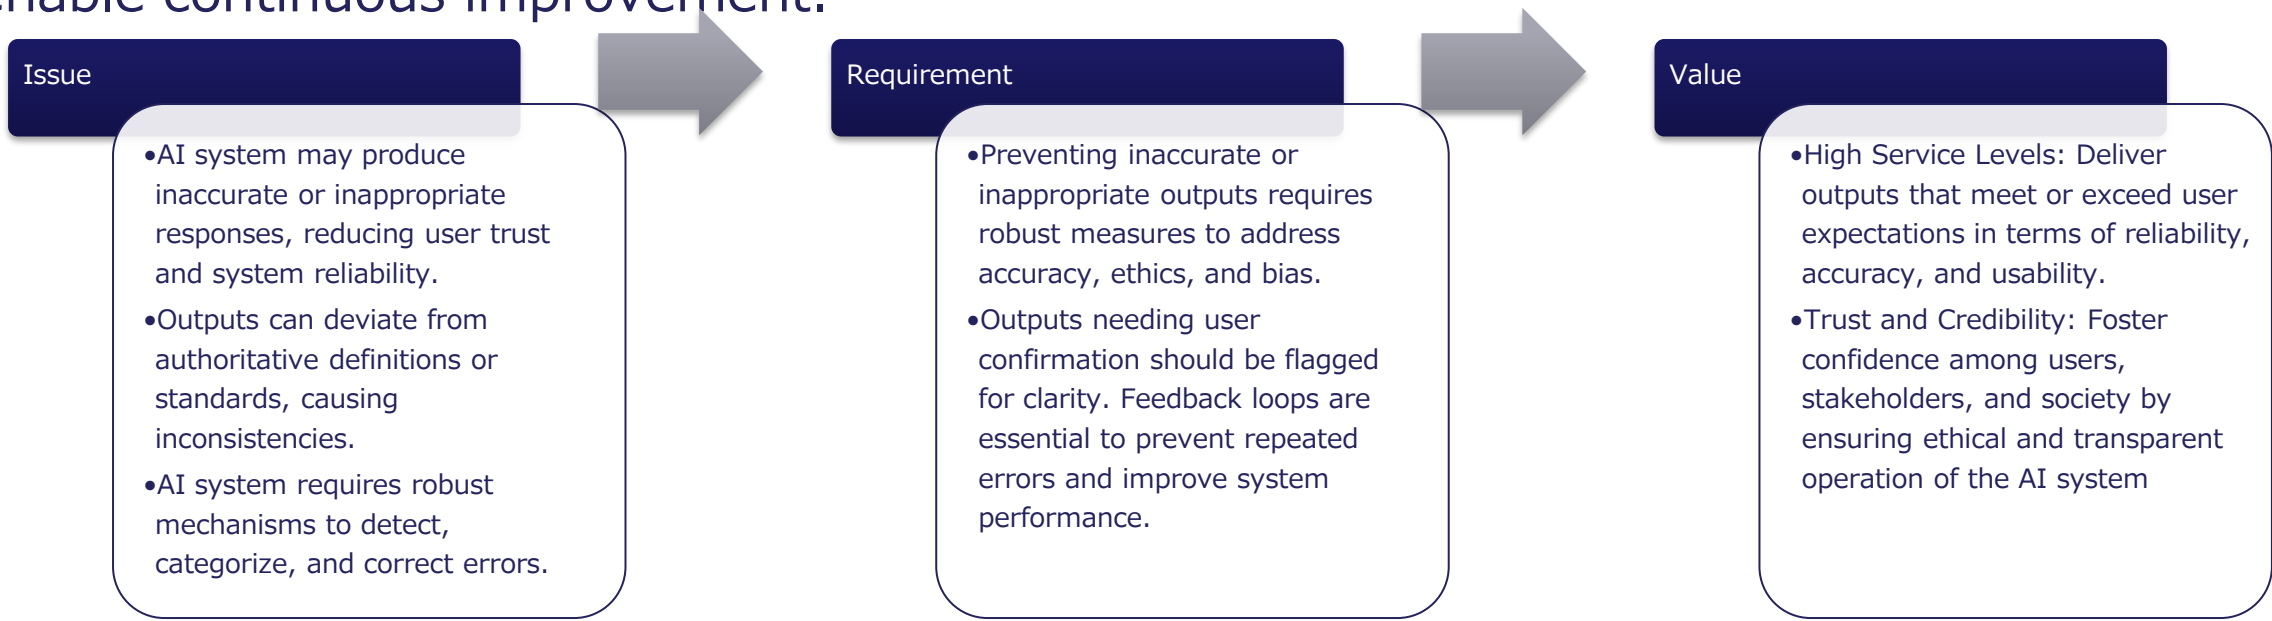 enable continuous improvement.
Issue
•AI system may produce
inaccurate or inappropriate
responses, reducing user trust
and system reliability.
•Outputs can deviate from
authoritative definitions or
standards, causing
inconsistencies.
•AI system requires robust
mechanisms to detect,
categorize, and correct errors.
Requirement
•Preventing inaccurate or
inappropriate outputs requires
robust measures to address
accuracy, ethics, and bias.
•Outputs needing user
confirmation should be flagged
for clarity. Feedback loops are
essential to prevent repeated
errors and improve system
performance.
Value
•High Service Levels: Deliver
outputs that meet or exceed user
expectations in terms of reliability,
accuracy, and usability.
•Trust and Credibility: Foster
confidence among users,
stakeholders, and society by
ensuring ethical and transparent
operation of the AI system